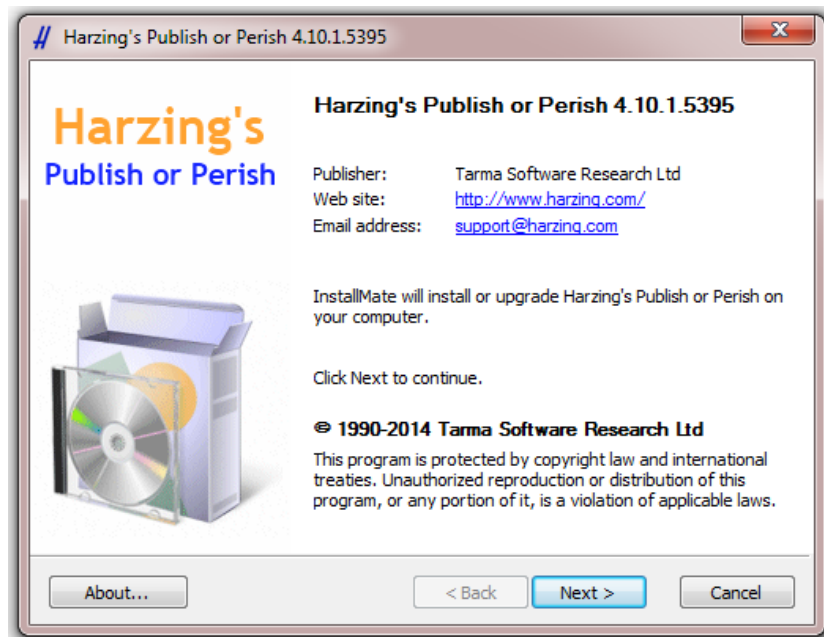 Harzing's Publish or Perish 4.10.1.5395
Harzing's
Publish or Perish
Harzing's Publish or Perish 4.10.1.5395
Publisher: Tarma Software Research Ltd
Web site: http://www.harzing.com/
Email address: support@harzing.com
InstallMate will install or upgrade Harzing's Publish or Perish on
your computer.
Click Next to continue.
© 1990-2014 Tarma Software Research Ltd
This program is protected by copyright law and international
treaties. Unauthorized reproduction or distribution of this
program, or any portion of it, is a violation of applicable laws.
About... < Back Next > Cancel